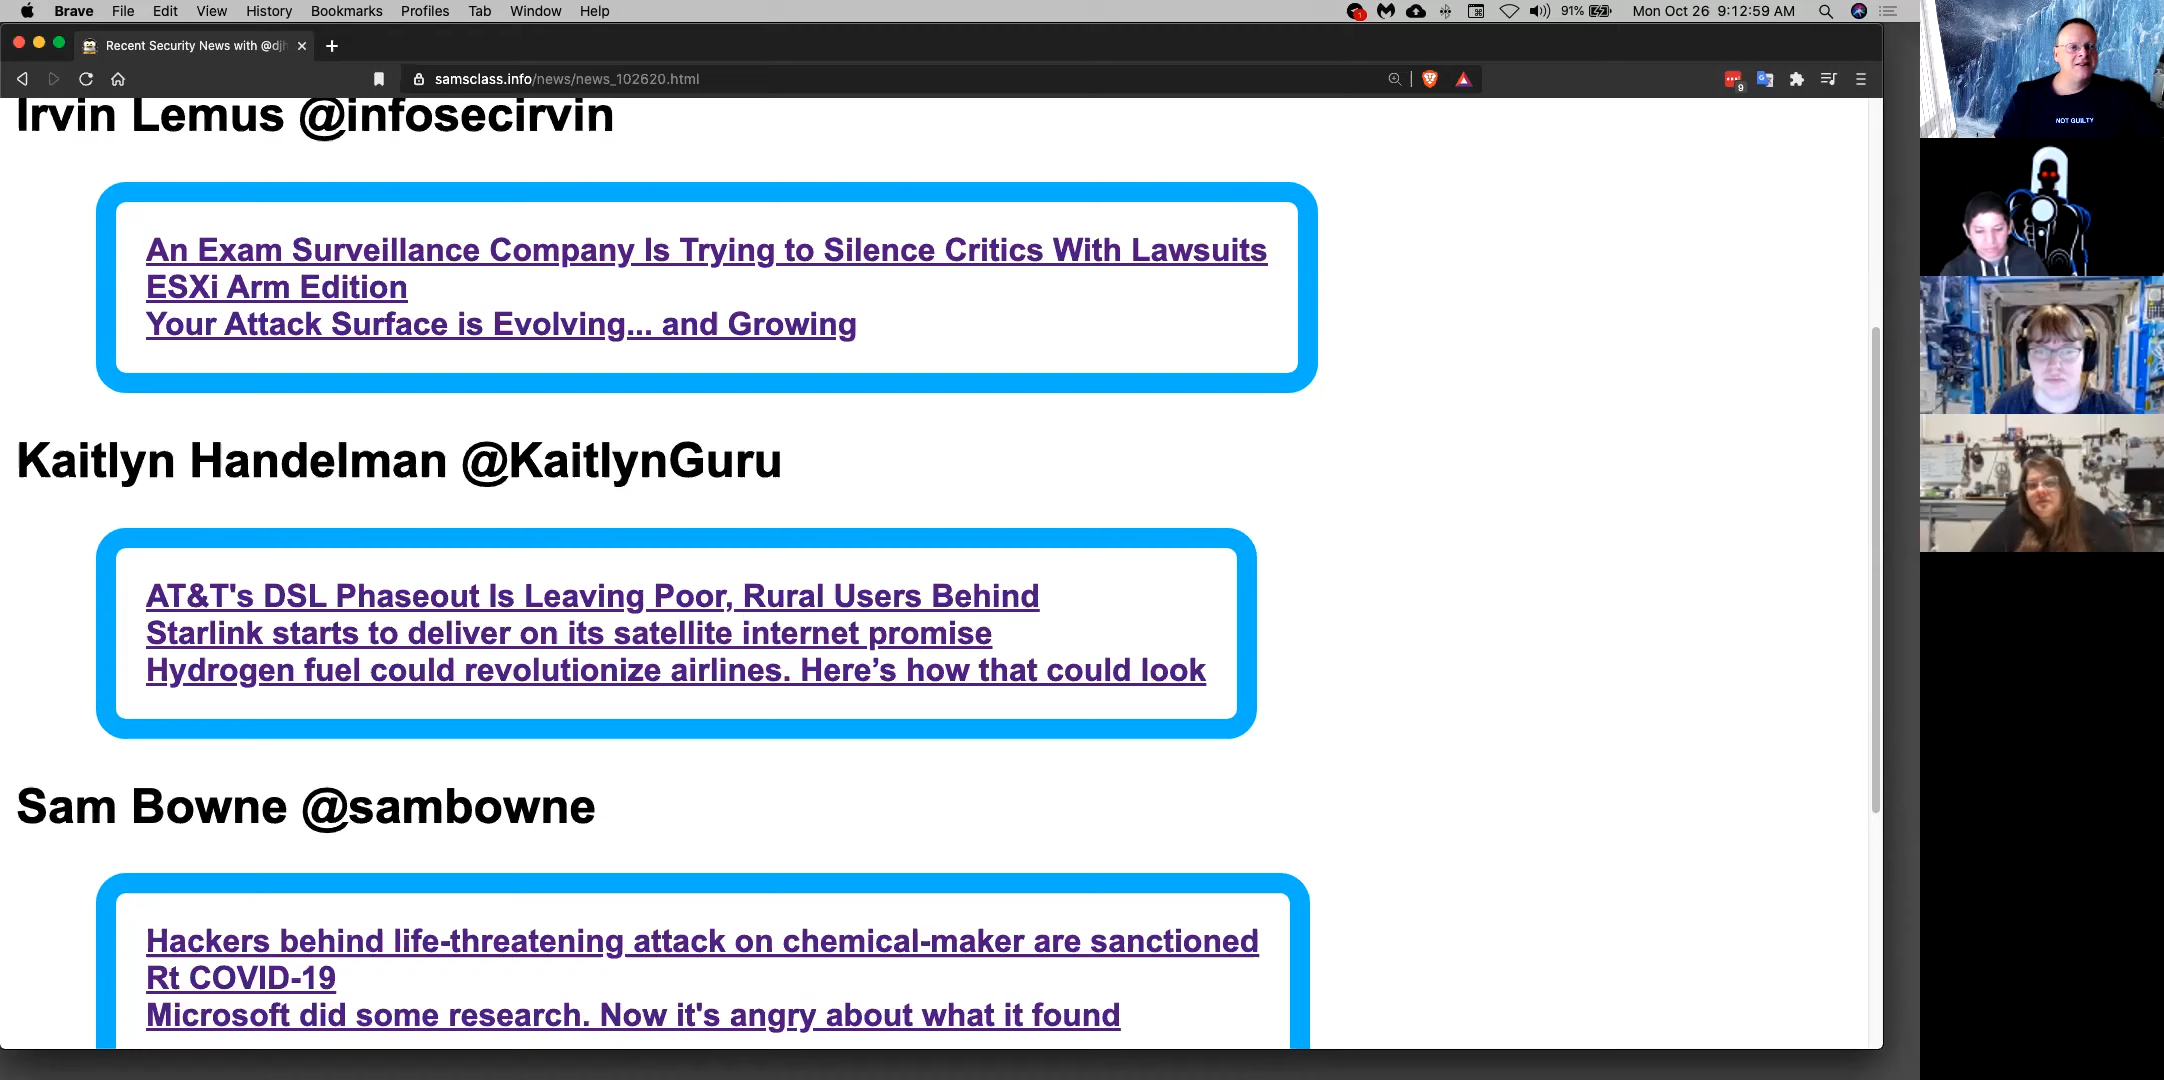 Brave File Edit View History Bookmarks Profiles Tab Window Help
1
91%
Mon Oct 26 9:12:59 AM
Recent Security News with @djh
samsclass.info/news/news_102620.html
9
Irvin Lemus @infosecirvin
An Exam Surveillance Company Is Trying to Silence Critics With Lawsuits
ESXi Arm Edition
Your Attack Surface is Evolving... and Growing
Kaitlyn Handelman @KaitlynGuru
AT&T's DSL Phaseout Is Leaving Poor, Rural Users Behind
Starlink starts to deliver on its satellite internet promise
Hydrogen fuel could revolutionize airlines. Here’s how that could look
Sam Bowne @sambowne
Hackers behind life-threatening attack on chemical-maker are sanctioned
Rt COVID-19
Microsoft did some research. Now it's angry about what it found
NOT GUILTY